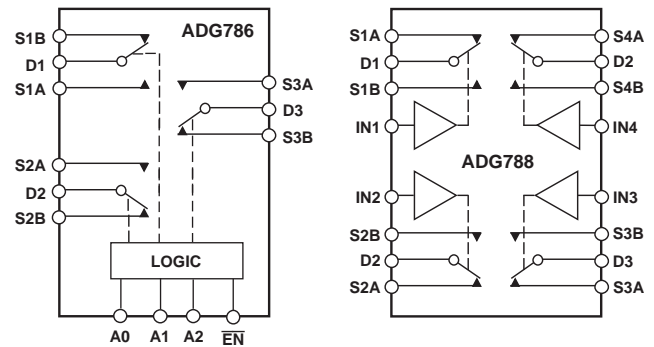 ADG786
S1B
D1
S1A
S3A
D3
S3B
S2A
D2
S2B
LOGIC
A0 A1 A2 EN
S1A
D1
S1B
IN1
S4A
D2
S4B
IN4
ADG788
IN2
S2B
D2
S2A
IN3
S3B
D3
S3A